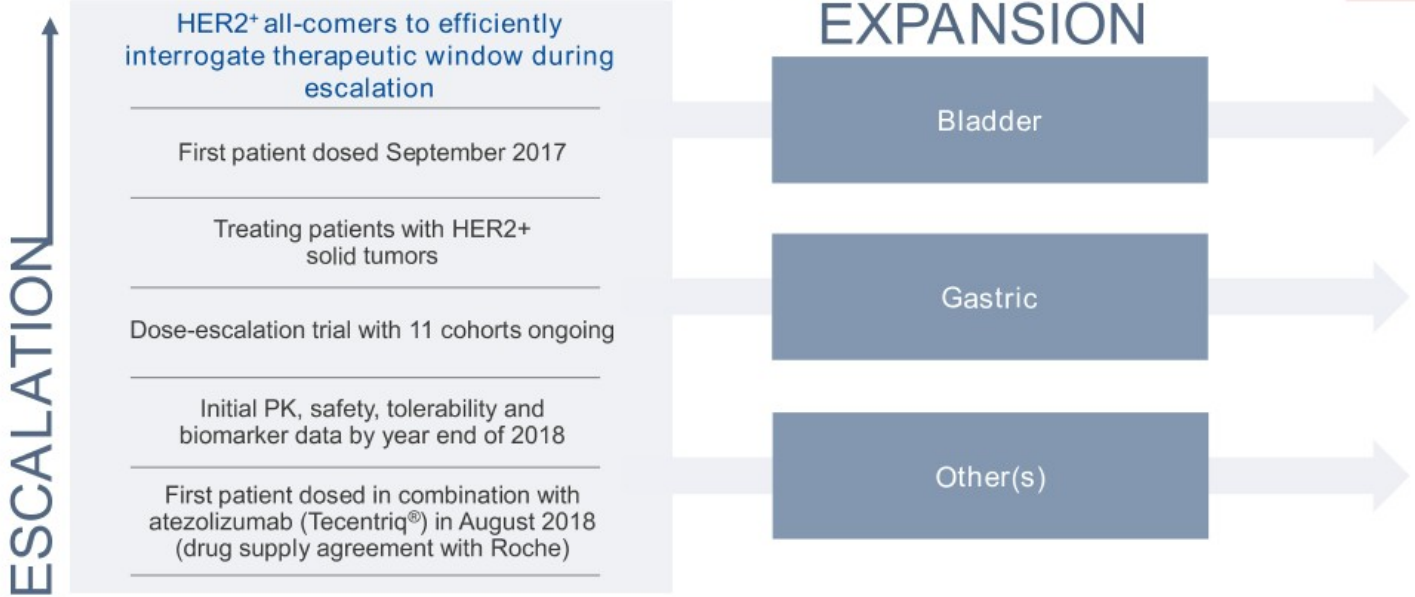 ESCALATION
HER2⁺ all-comers to efficiently
interrogate therapeutic window during
escalation
First patient dosed September 2017
Treating patients with HER2+
solid tumors
Dose-escalation trial with 11 cohorts ongoing
Initial PK, safety, tolerability and
biomarker data by year end of 2018
First patient dosed in combination with
atezolizumab (Tecentriq®) in August 2018
(drug supply agreement with Roche)
EXPANSION
Bladder
Gastric
Other(s)